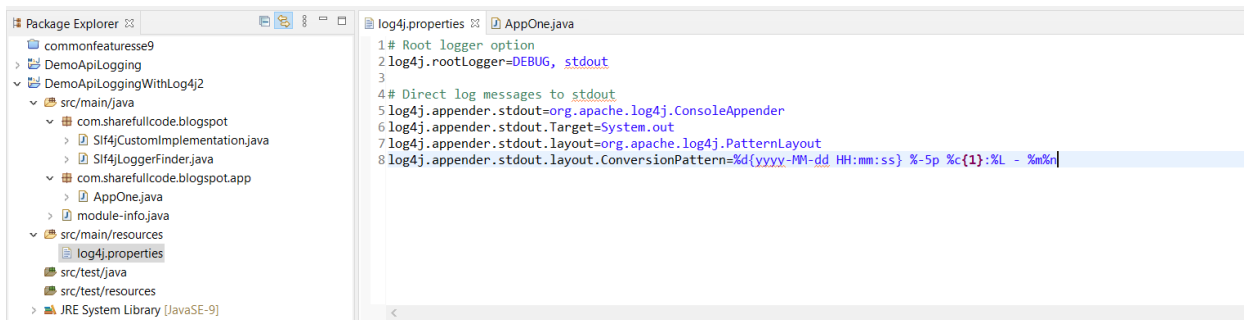 Package Explorer
commonfeaturesse9
DemoApiLogging
DemoApiLoggingWithLog4j2
src/main/java
com.sharefullcode.blogspot
Slf4jCustomImplementation.java
Slf4jLoggerFinder.java
com.sharefullcode.blogspot.app
AppOne.java
module-info.java
src/main/resources
log4j.properties
src/test/java
src/test/resources
JRE System Library [JavaSE-9]
log4j.properties AppOne.java
1 # Root logger option
2 log4j.rootLogger=DEBUG, stdout
3
4 # Direct log messages to stdout
5 log4j.appender.stdout=org.apache.log4j.ConsoleAppender
6 log4j.appender.stdout.Target=System.out
7 log4j.appender.stdout.layout=org.apache.log4j.PatternLayout
8 log4j.appender.stdout.layout.ConversionPattern=%d{yyyy-MM-dd HH:mm:ss} %-5p %c{1}:%L - %m%n